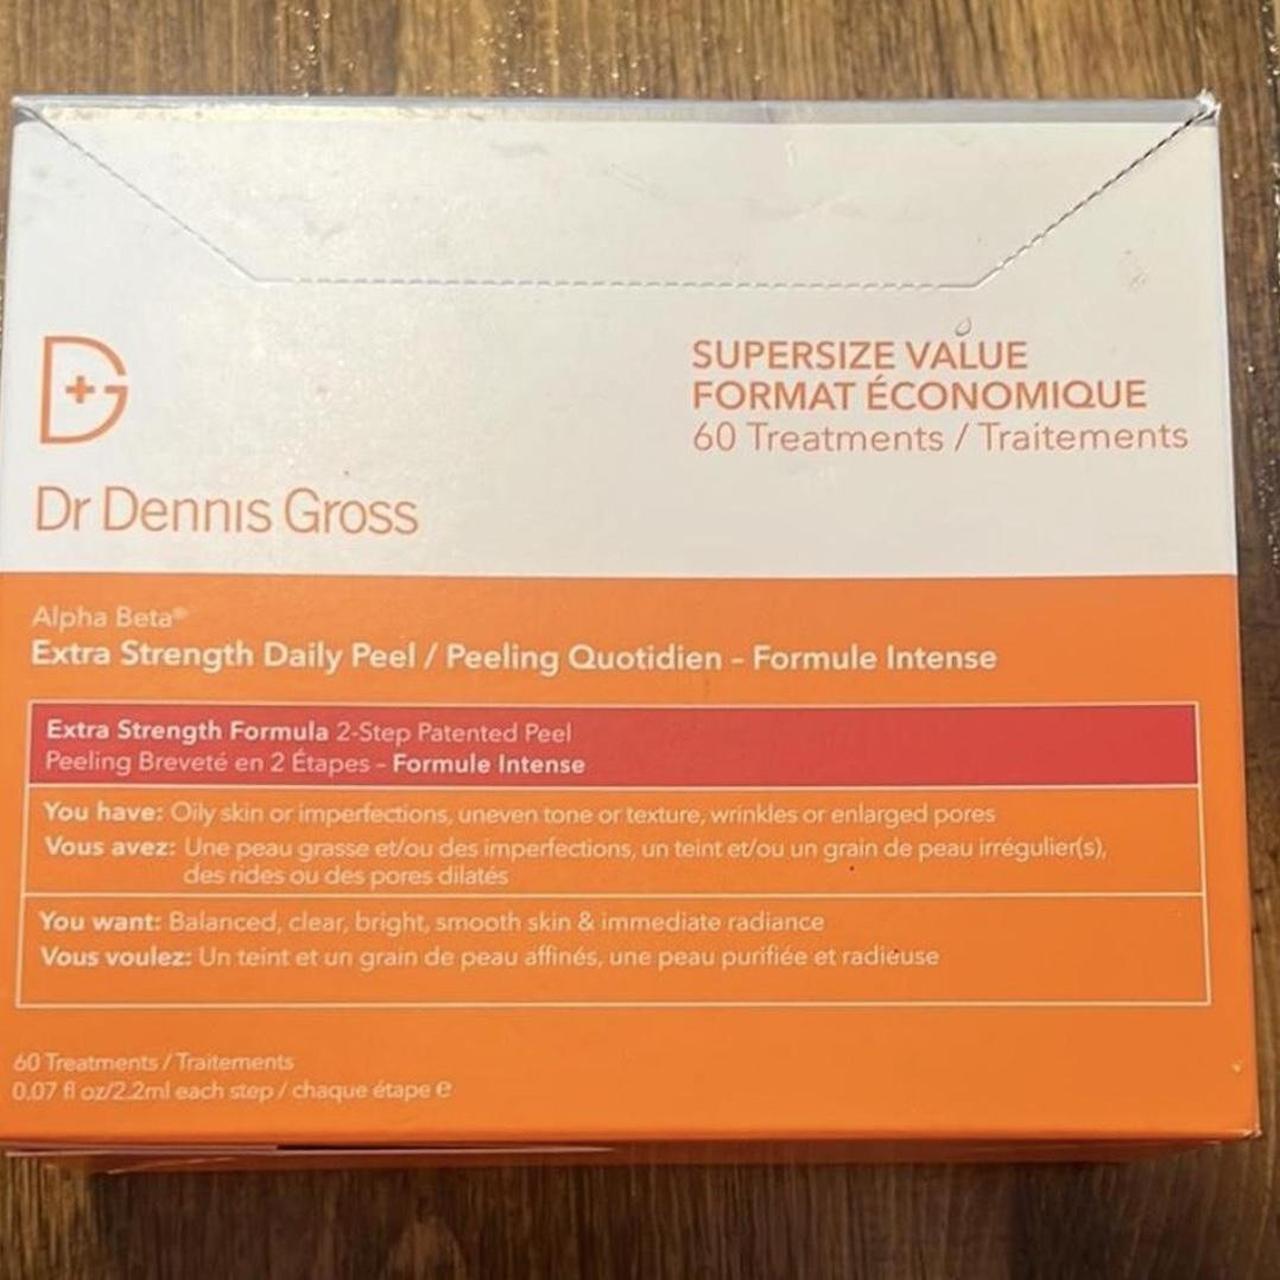 SUPERSIZE VALUE
FORMAT ÉCONOMIQUE
60 Treatments / Traitements
Dr Dennis Gross
Alpha Beta®
Extra Strength Daily Peel / Peeling Quotidien – Formule Intense
Extra Strength Formula 2-Step Patented Peel
Peeling Breveté en 2 Étapes – Formule Intense
You have: Oily skin or imperfections, uneven tone or texture, wrinkles or enlarged pores
Vous avez: Une peau grasse et/ou des imperfections, un teint et/ou un grain de peau irrégulier(s),
des rides ou des pores dilatés
You want: Balanced, clear, bright, smooth skin & immediate radiance
Vous voulez: Un teint et un grain de peau affinés, une peau purifiée et radieuse
60 Treatments / Traitements
0.07 fl oz/2.2ml each step / chaque étape ℮